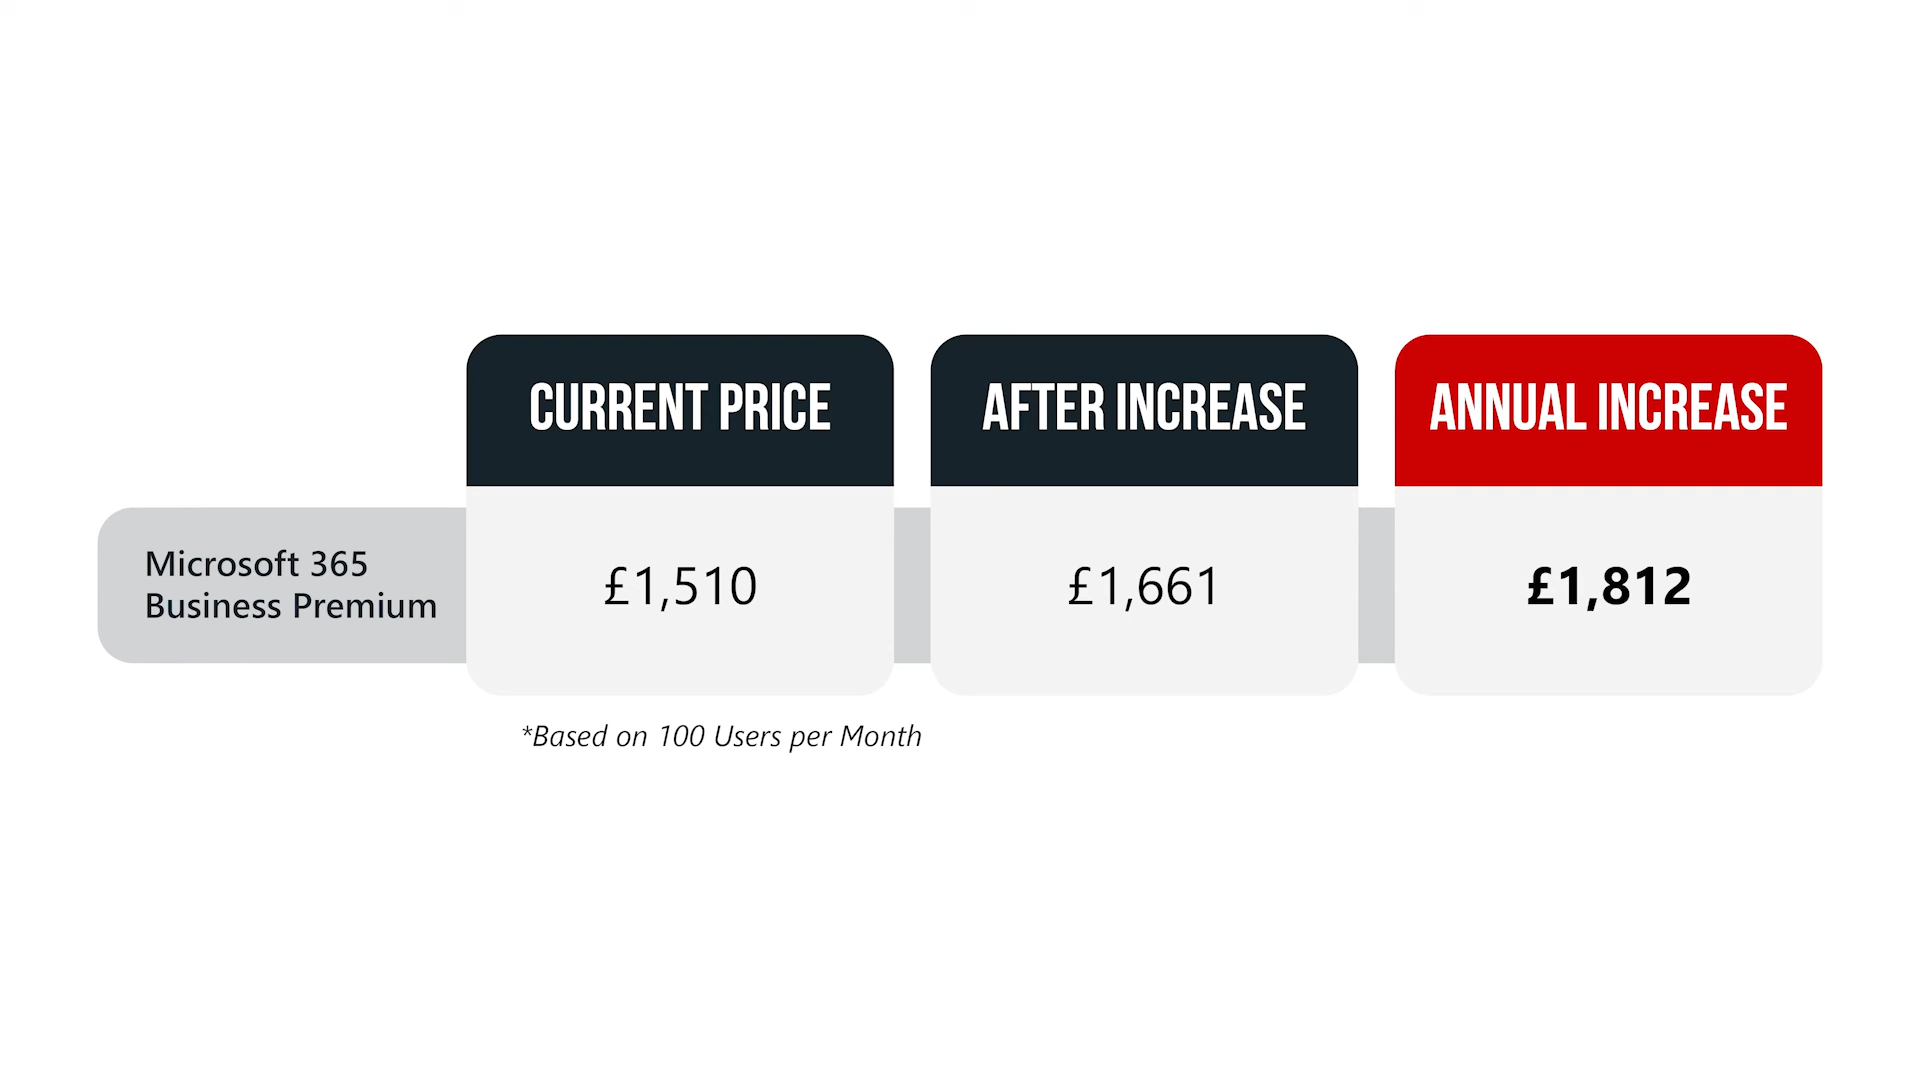 CURRENT PRICE
AFTER INCREASE
ANNUAL INCREASE
Microsoft 365
Business Premium
£1,510
£1,661
£1,812
*Based on 100 Users per Month